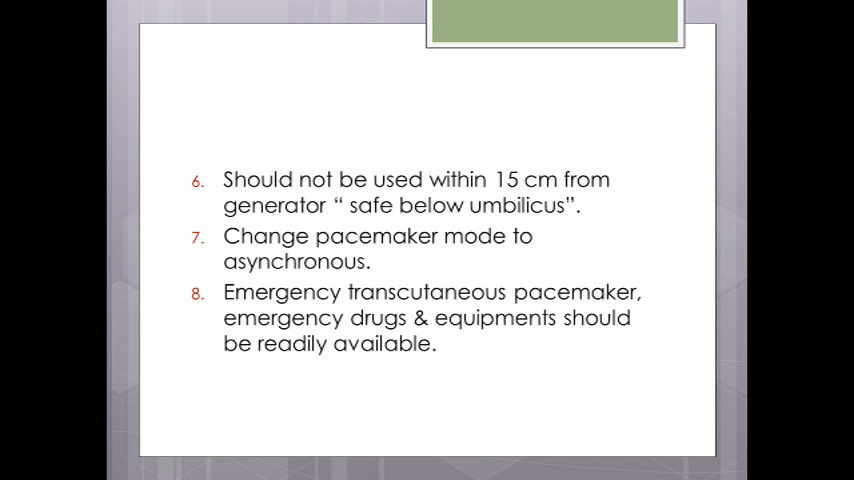 6. Should not be used within 15 cm from
generator “ safe below umbilicus”.
7. Change pacemaker mode to
asynchronous.
8. Emergency transcutaneous pacemaker,
emergency drugs & equipments should
be readily available.